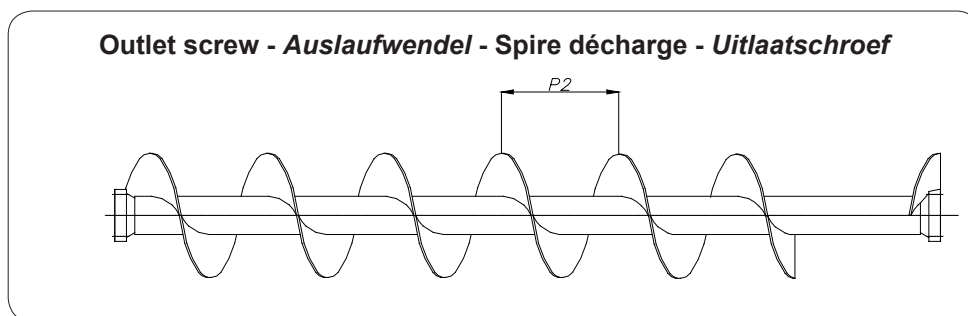 Outlet screw - Auslaufwendel - Spire décharge - Uitlaatschroef
P2